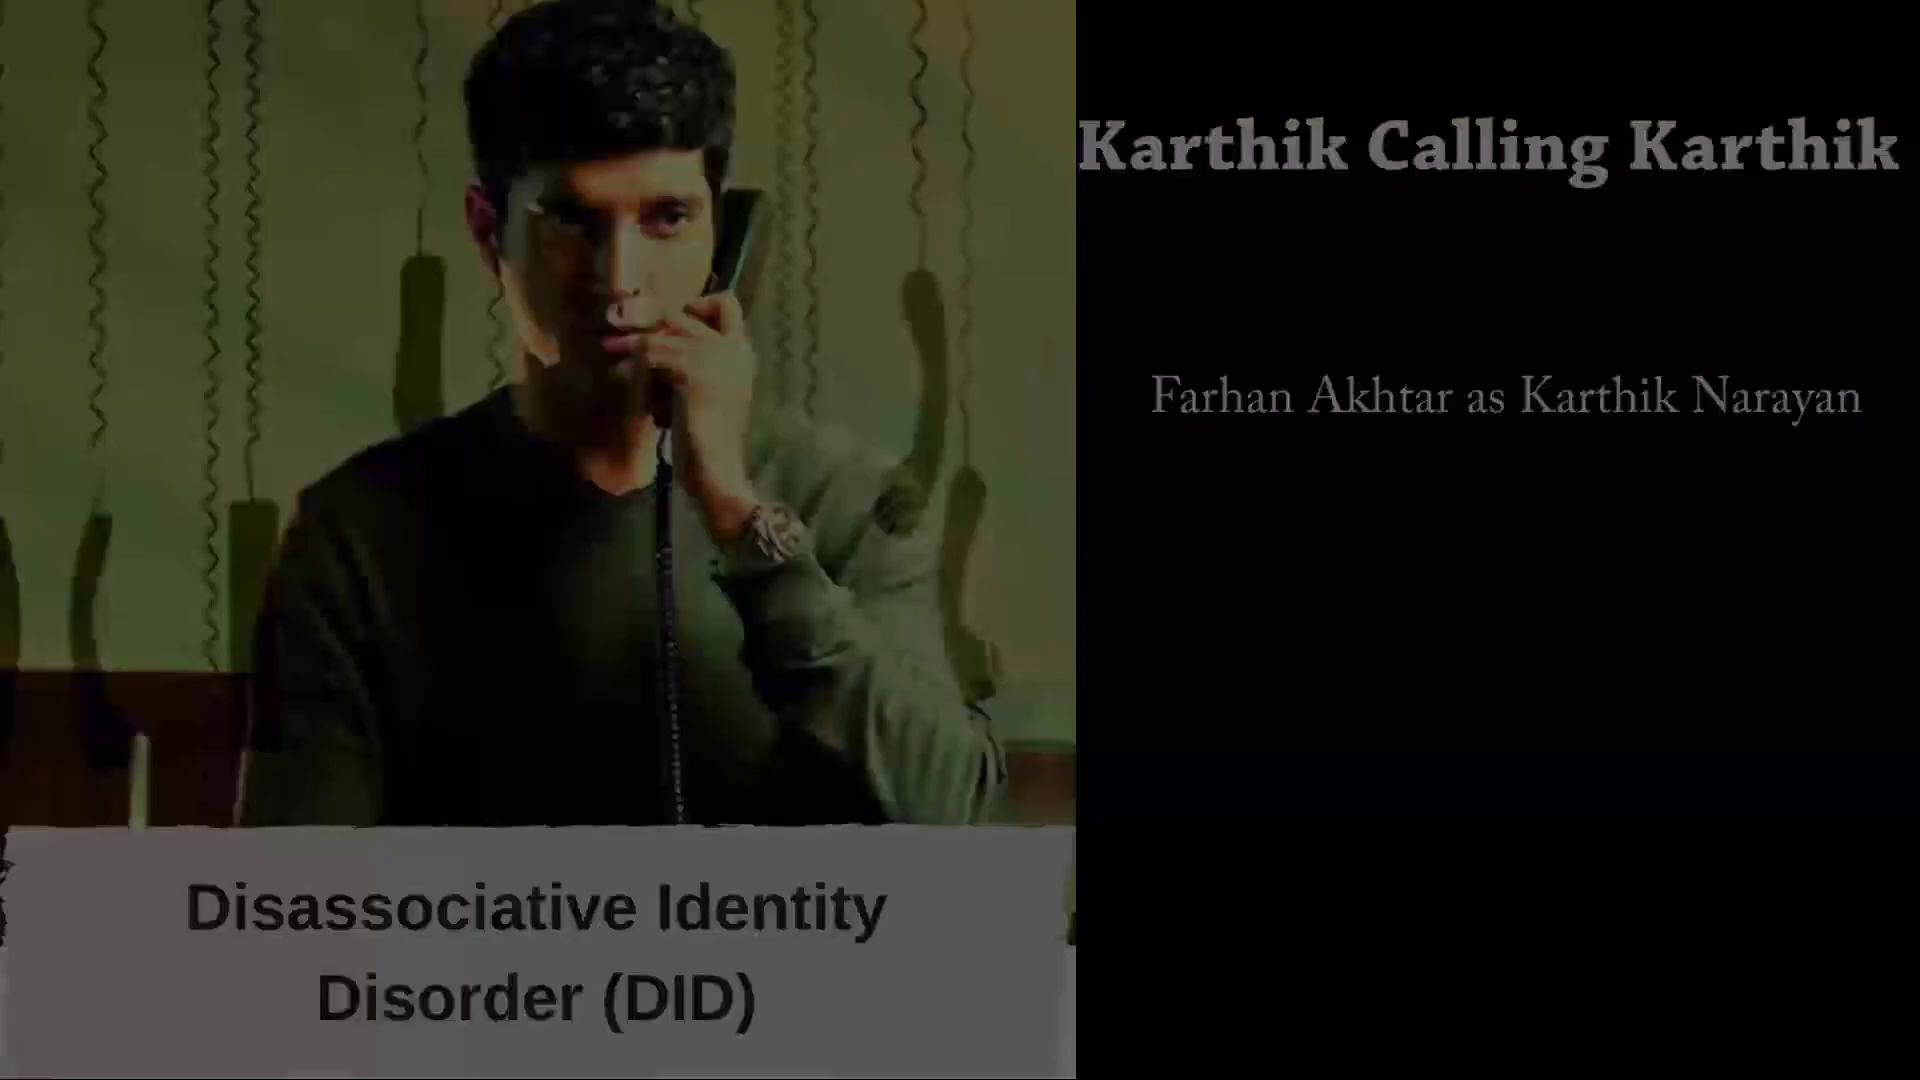 Karthik Calling Karthik
Farhan Akhtar as Karthik Narayan
Disassociative Identity
Disorder (DID)